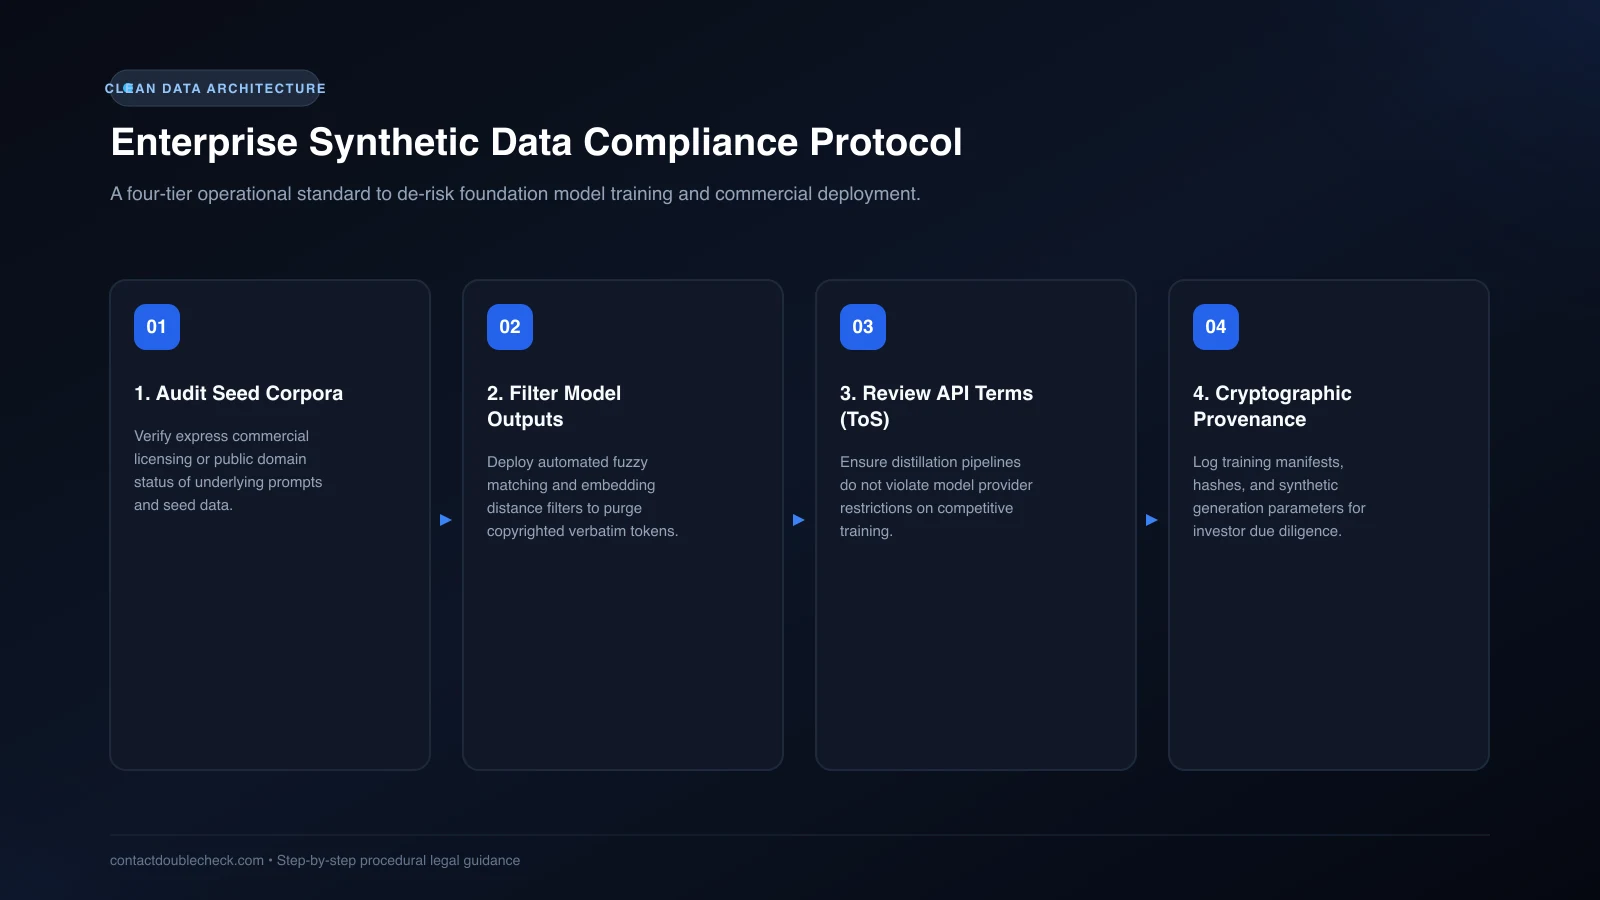 CLEAN DATA ARCHITECTURE
Enterprise Synthetic Data Compliance Protocol
A four-tier operational standard to de-risk foundation model training and commercial deployment.
01
1. Audit Seed Corpora
Verify express commercial
licensing or public domain
status of underlying prompts
and seed data.
02
2. Filter Model
Outputs
Deploy automated fuzzy
matching and embedding
distance filters to purge
copyrighted verbatim tokens.
03
3. Review API Terms
(ToS)
Ensure distillation pipelines
do not violate model provider
restrictions on competitive
training.
04
4. Cryptographic
Provenance
Log training manifests,
hashes, and synthetic
generation parameters for
investor due diligence.
contactdoublecheck.com • Step-by-step procedural legal guidance